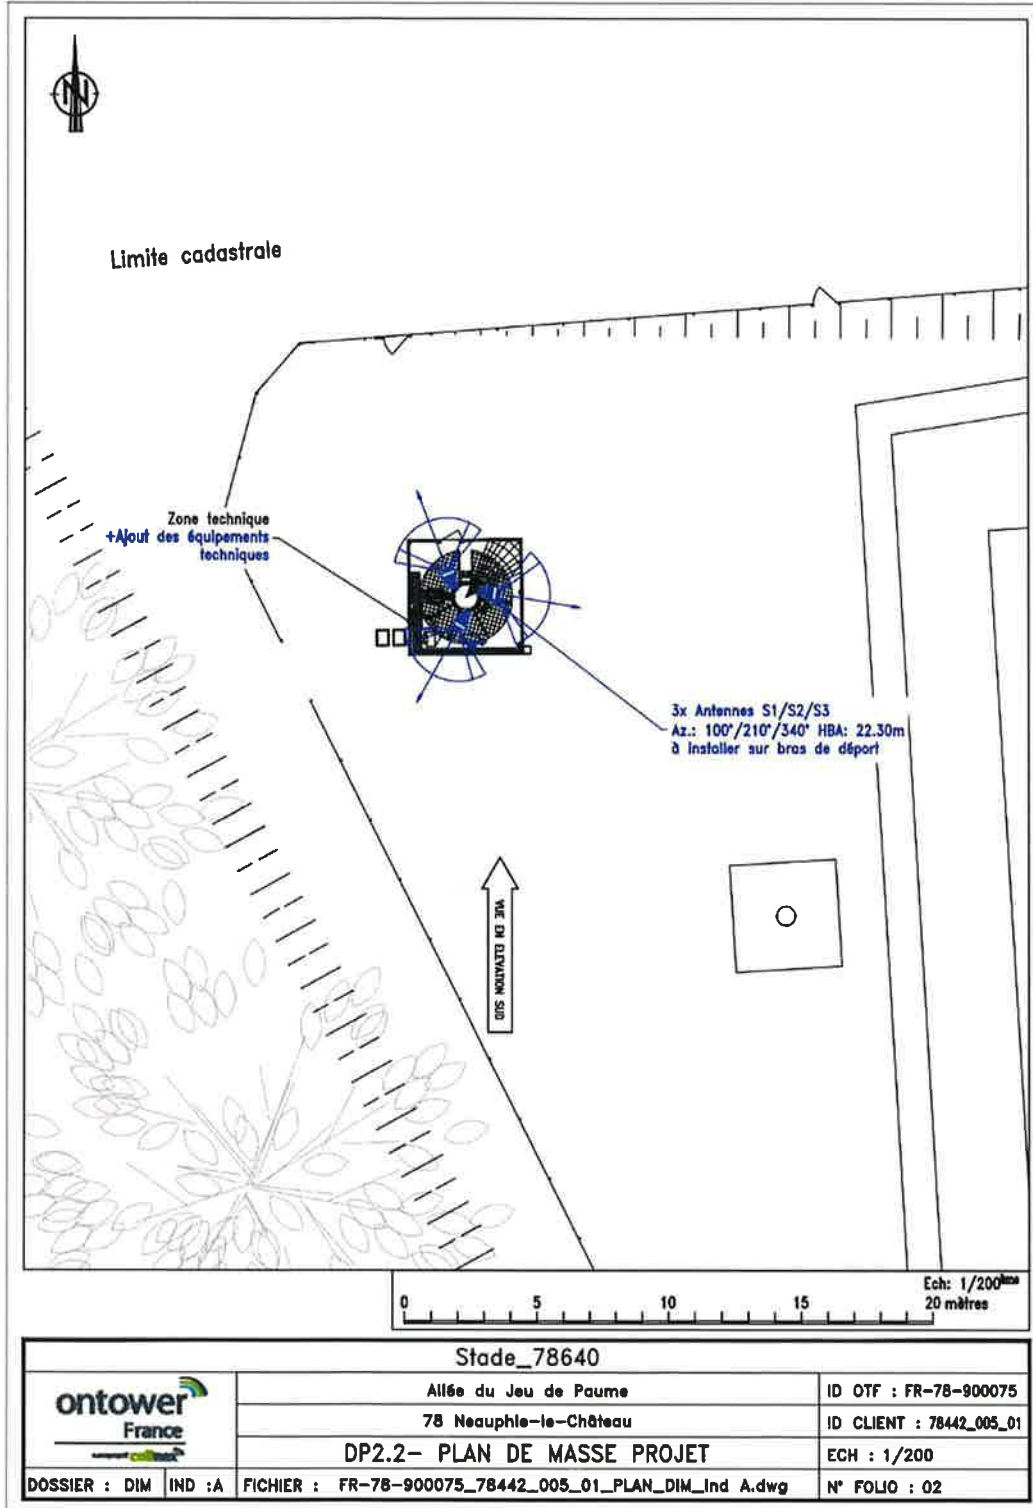 N
Limite cadastrale
Zone technique
+Ajout des équipements
techniques
3x Antennes S1/S2/S3
Az.: 100°/210°/340° HBA: 22.30m
à installer sur bras de déport
VUE EN ELEVATION SUD
Ech: 1/200ème
0 5 10 15 20 mètres
Stade_78640
ontower
France
cellnex
Allée du Jeu de Paume
ID OTF : FR-78-900075
78 Neauphle-le-Château
ID CLIENT : 78442_005_01
DP2.2- PLAN DE MASSE PROJET
ECH : 1/200
DOSSIER : DIM
IND :A
FICHIER : FR-78-900075_78442_005_01_PLAN_DIM_Ind A.dwg
N° FOLIO : 02